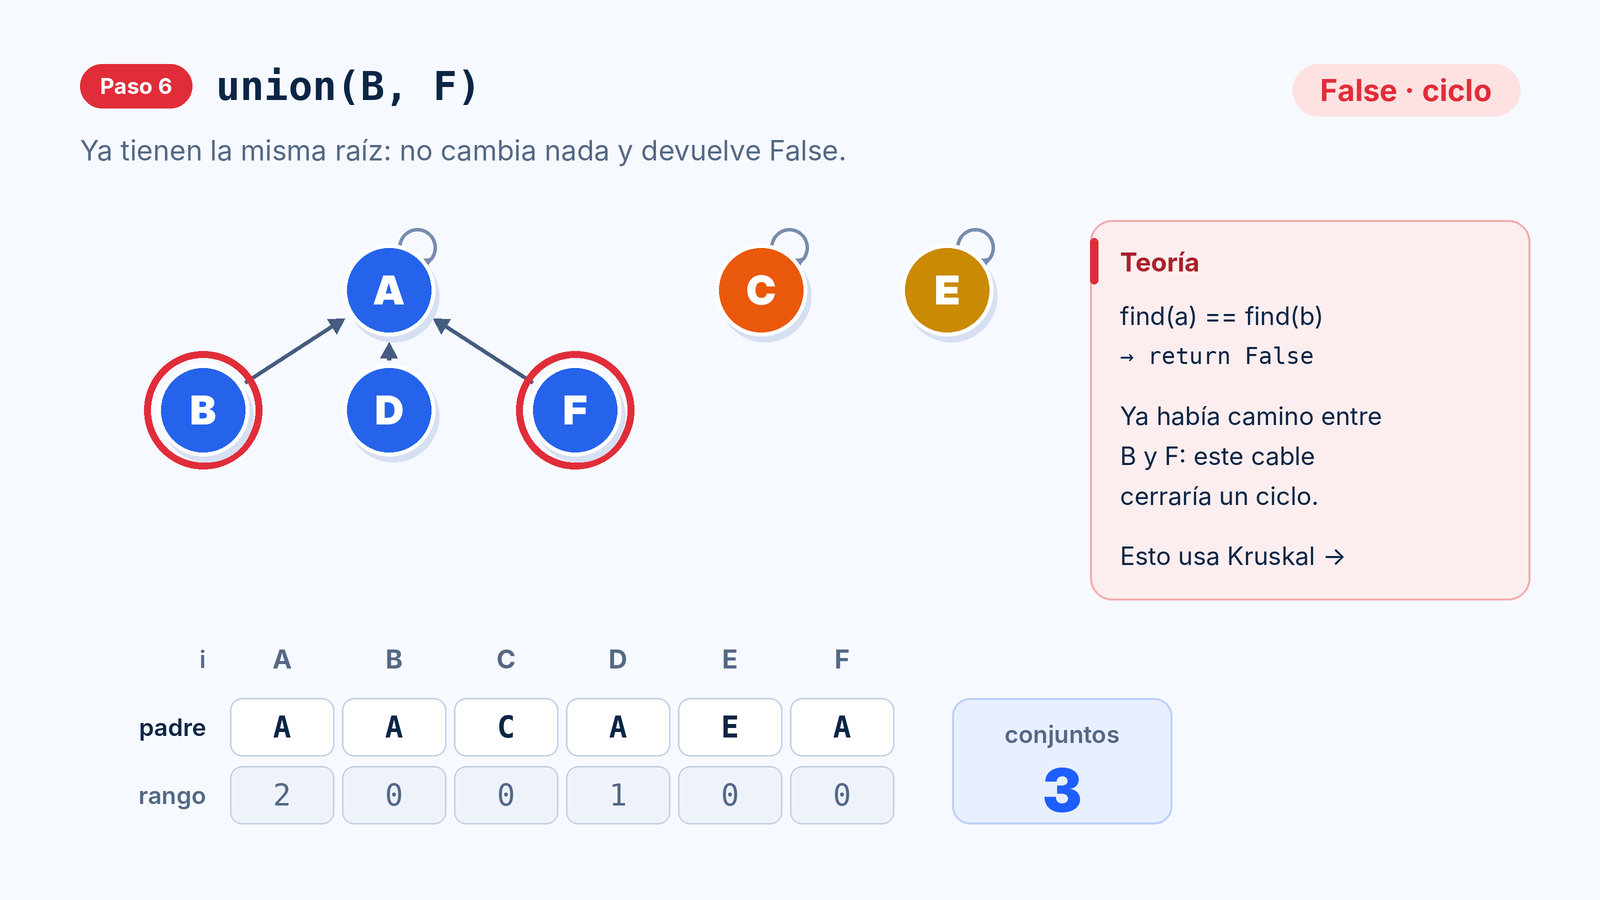 Paso 6
union(B, F)
False · ciclo
Ya tienen la misma raíz: no cambia nada y devuelve False.
A
C
E
B
D
F
Teoría
find(a) == find(b)
→ return False
Ya había camino entre
B y F: este cable
cerraría un ciclo.
Esto usa Kruskal →
i A B C D E F
padre A A C A E A
rango 2 0 0 1 0 0
conjuntos
3